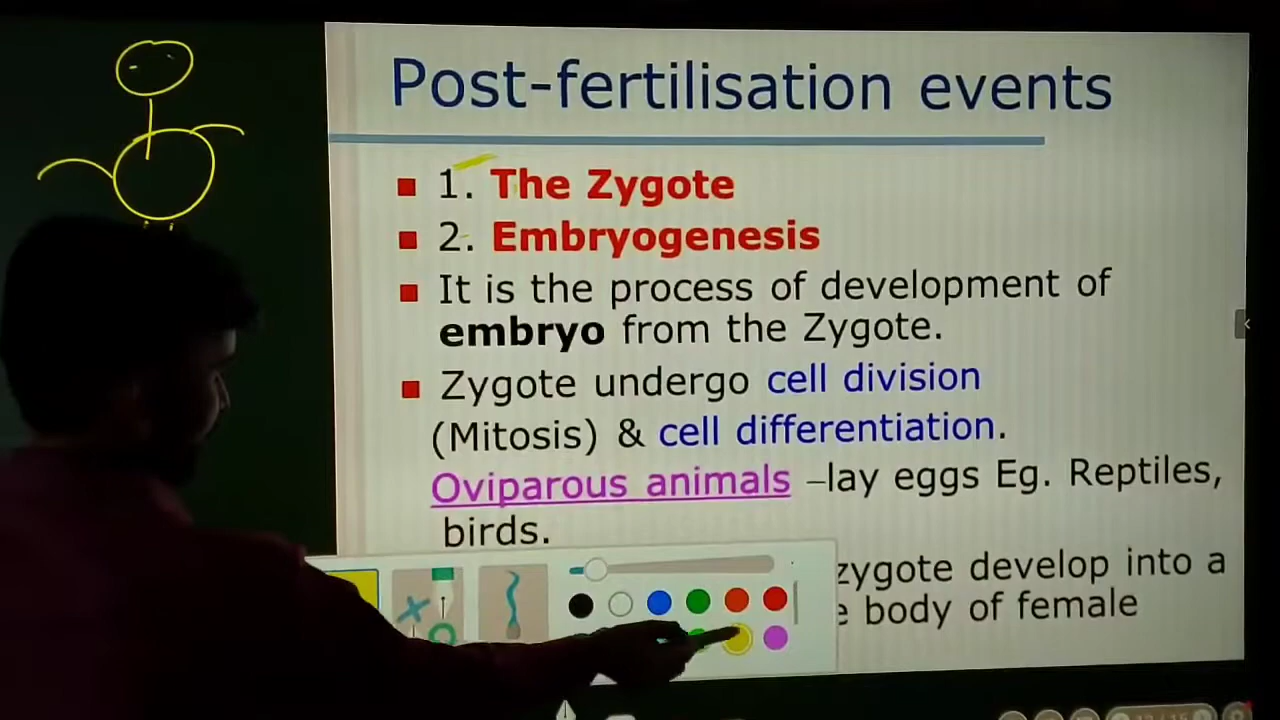 Post-fertilisation events
1. The Zygote
2. Embryogenesis
It is the process of development of
embryo from the Zygote.
Zygote undergo cell division
(Mitosis) & cell differentiation.
Oviparous animals –lay eggs Eg. Reptiles,
birds.
zygote develop into a
body of female